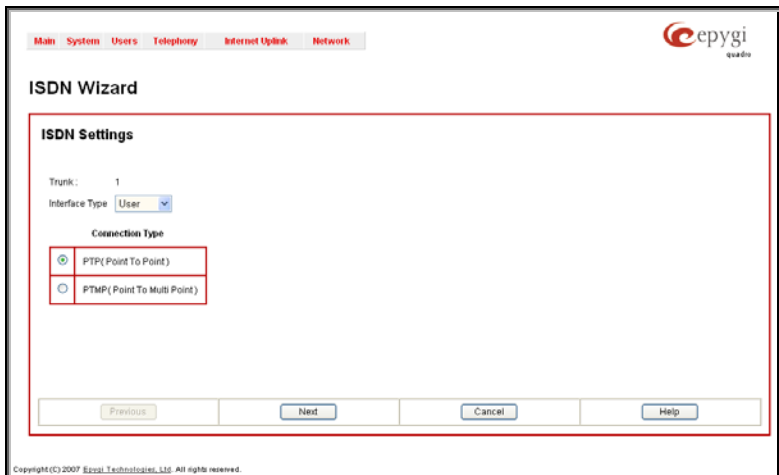 Main System Users Telephony Internet Uplink Network
epygi
quadro
ISDN Wizard
ISDN Settings
Trunk: 1
Interface Type User
Connection Type
PTP( Point To Point )
PTMP( Point To Multi Point )
Previous Next Cancel Help
Copyright (C) 2007 Epygi Technologies, Ltd. All rights reserved.